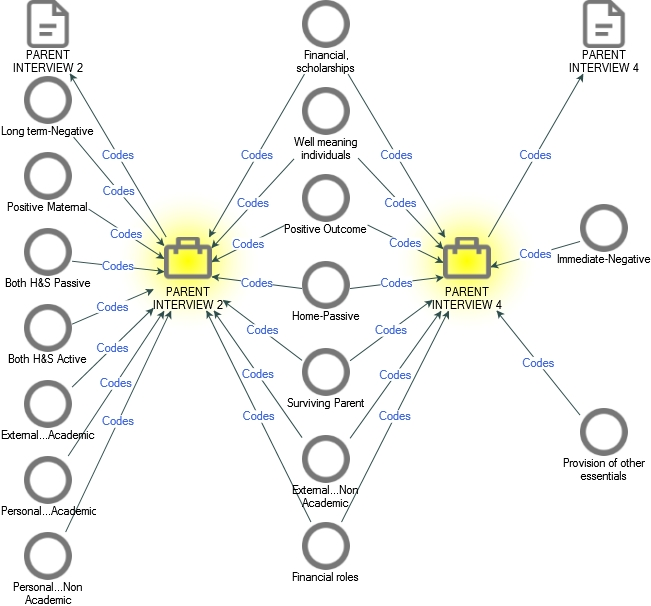 PARENT
INTERVIEW 2
Financial,
scholarships
PARENT
INTERVIEW 4
Long term-Negative
Well meaning
individuals
Codes
Codes
Codes
Codes
Codes
Codes
Codes
Positive Maternal
Positive Outcome
Immediate-Negative
Codes
Codes
Codes
Codes
Codes
Codes
Codes
Both H&S Passive
PARENT
INTERVIEW 2
Home-Passive
PARENT
INTERVIEW 4
Codes
Codes
Codes
Codes
Both H&S Active
Codes
Codes
Surviving Parent
Codes
Codes
Codes
Provision of other
essentials
Codes
Codes
Codes
External...Academic
External...Non
Academic
Personal...Academic
Financial roles
Personal...Non
Academic